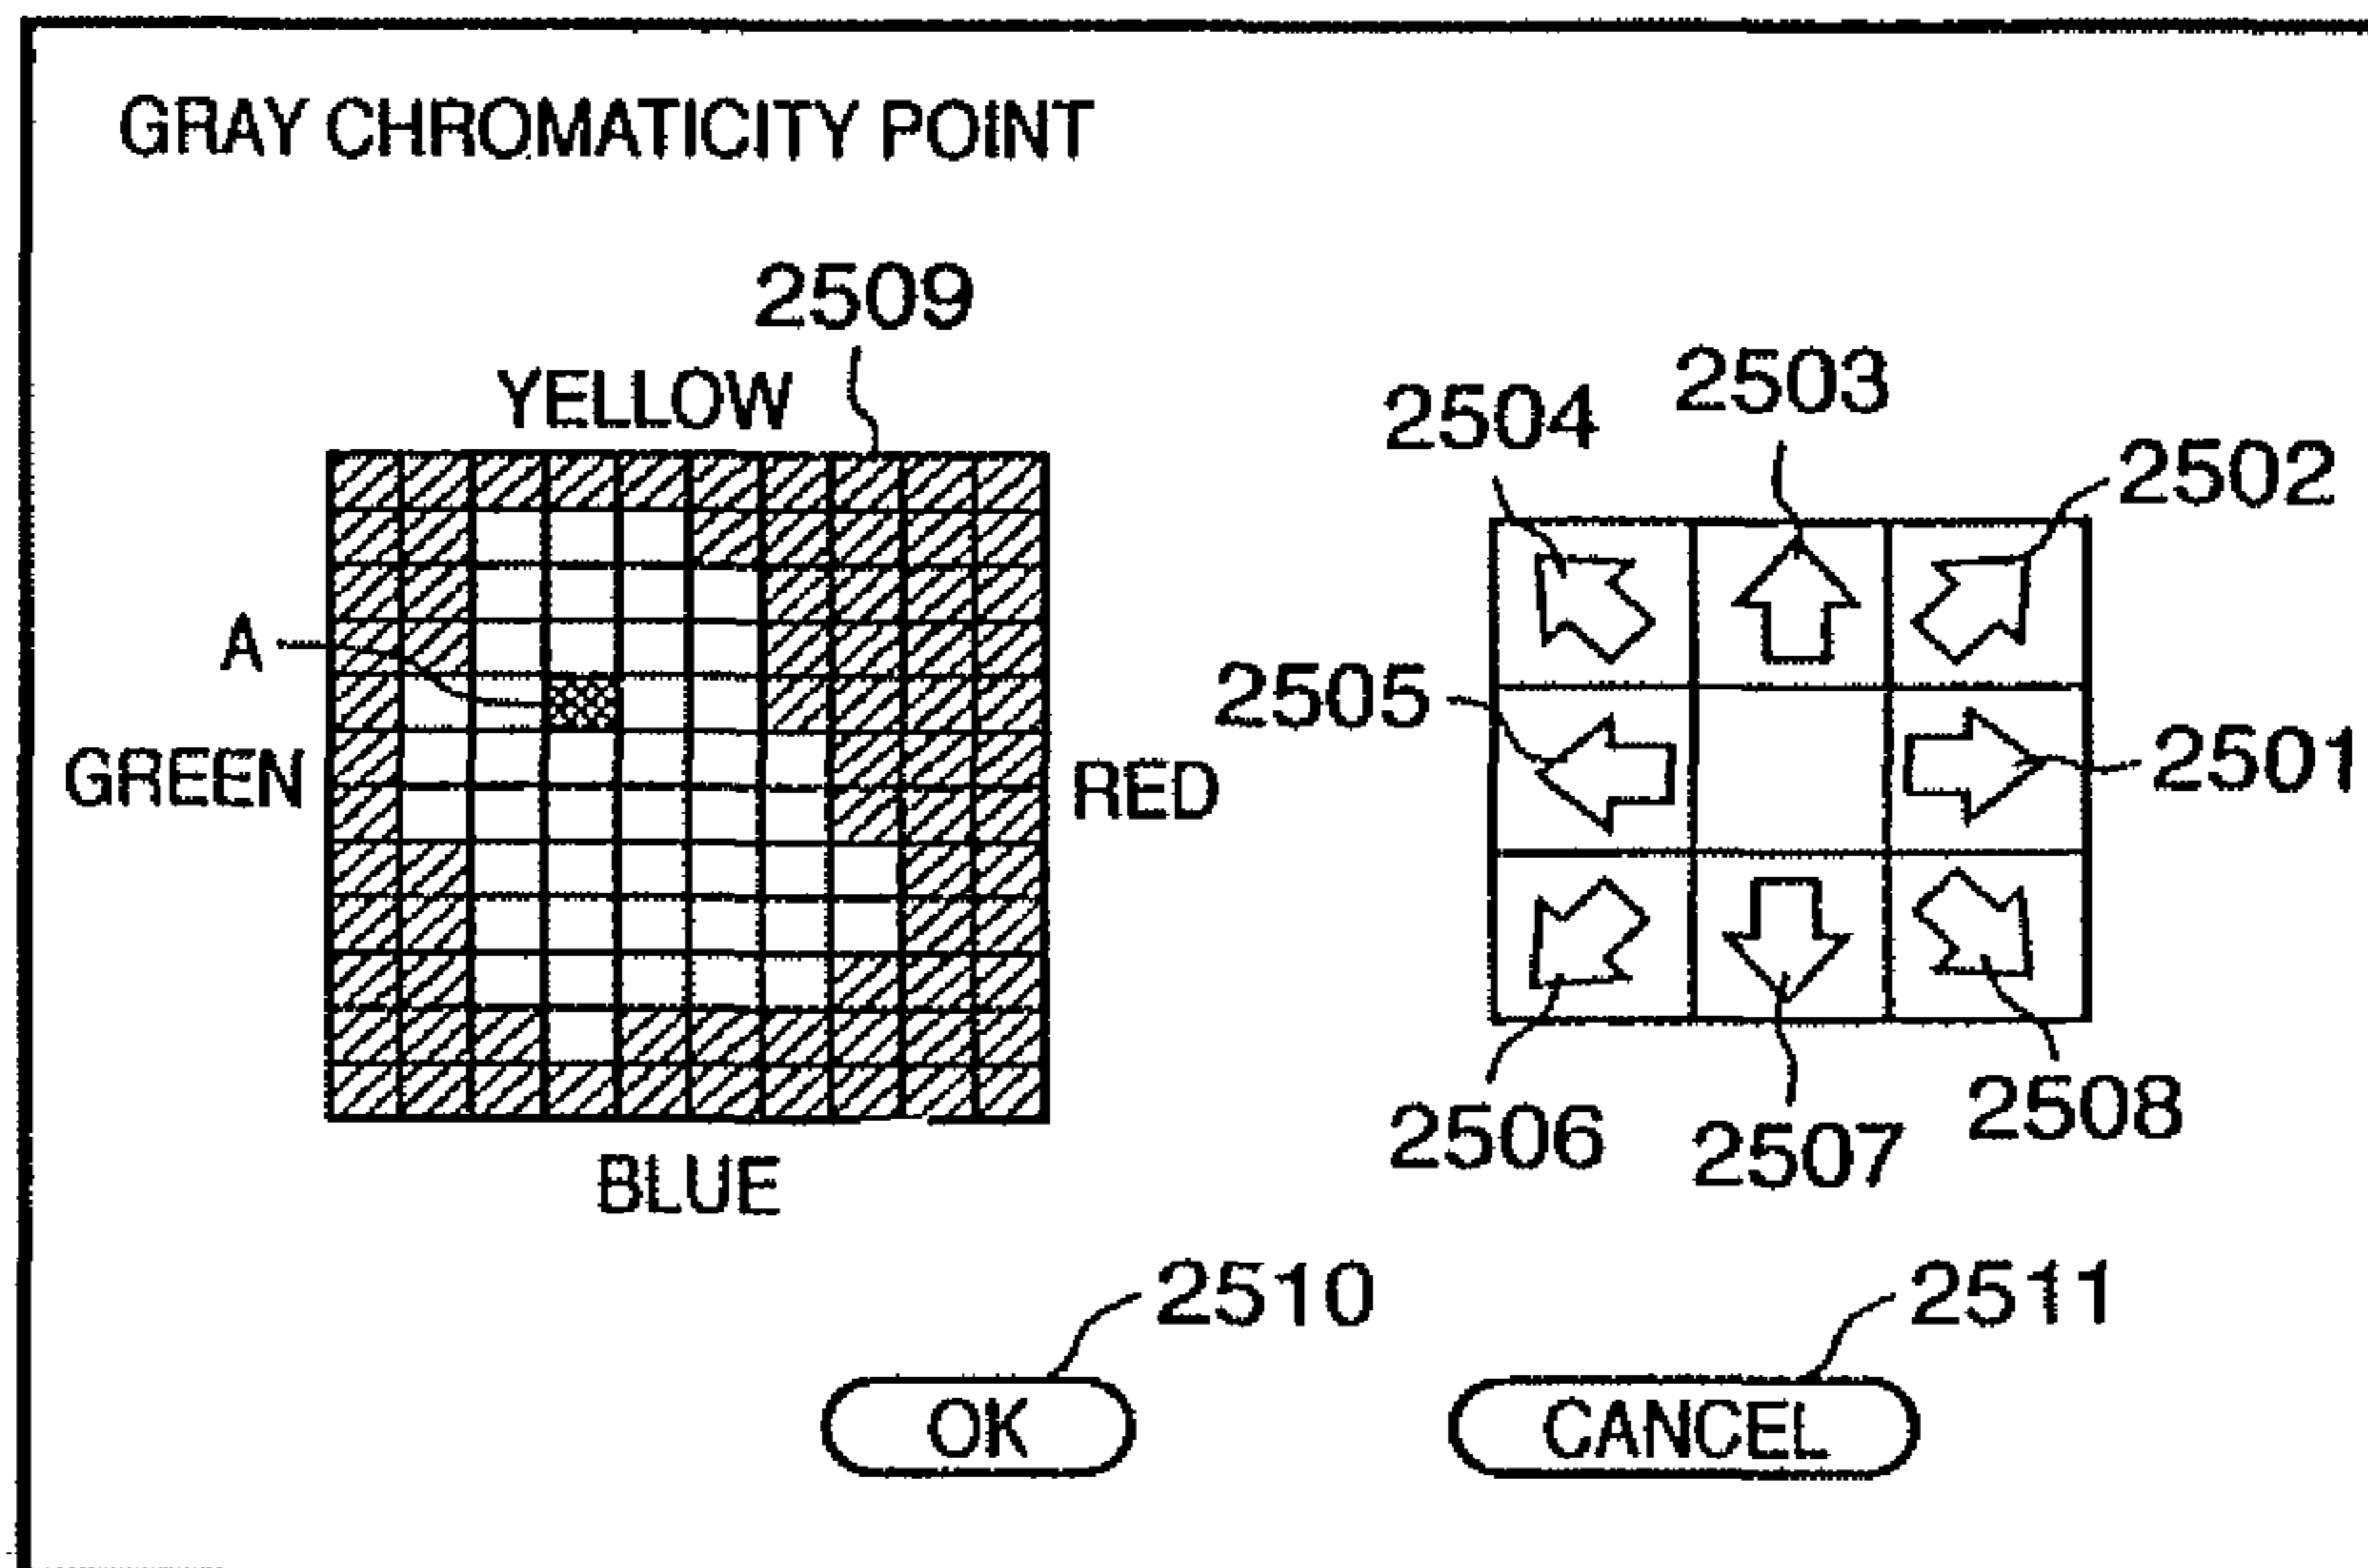 GRAY CHROMATICITY POINT
2509
YELLOW
2504
2503
2502
A
2505
GREEN
RED
2501
2506
2507
2508
BLUE
2510
2511
OK
CANCEL